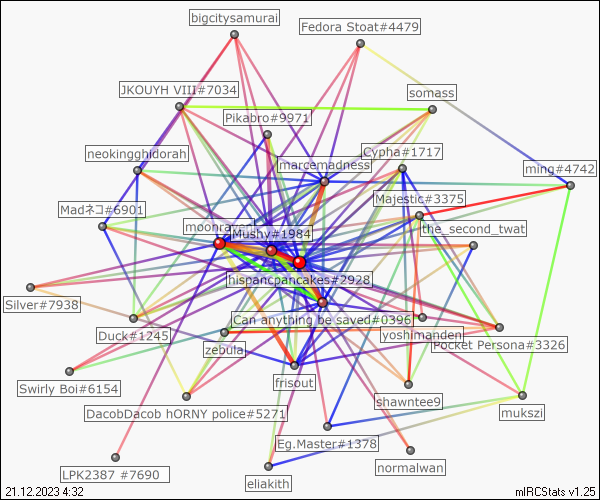 bigcitysamurai
Fedora Stoat#4479
JKOUYH VIII#7034
somass
Pikabro#9971
neokingghidorah
marcemadness
Cypha#1717
ming#4742
Majestic#3375
Madネコ#6901
Mushy#1984
the_second_twat
hispancpancakes#2928
Silver#7938
Can anything be saved#0396
Duck#1245
yoshimanden
zebula
Pocket Persona#3326
Swirly Boi#6154
frisout
shawntee9
DacobDacob hORNY police#5271
mukszi
Eg.Master#1378
LPK2387 #7690
normalwan
eliakith
21.12.2023 4:32
mIRCStats v1.25